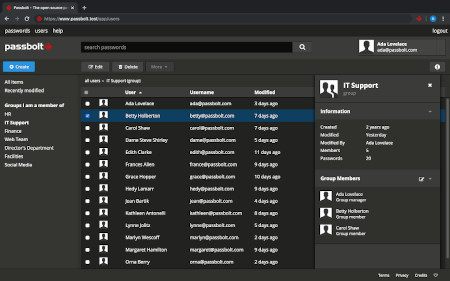 Passbolt - The open source pa
https://www.passbolt.test/app/users
passwords users help logout
passbolt
search passwords
Ada Lovelace
ada@passbolt.com
Create
Edit Delete More
All items
Recently modified
Groups I am a member of
HR
IT Support
Finance
Web Team
Director's Department
Facilities
Social Media
all users IT Support (group)
User Username Modified
Ada Lovelace ada@passbolt.com 3 days ago
Betty Holberton betty@passbolt.com 7 days ago
Carol Shaw carol@passbolt.com 7 days ago
Dame Steve Shirley dame@passbolt.com 5 days ago
Edith Clarke edith@passbolt.com 11 days ago
Frances Allen frances@passbolt.com 9 days ago
Grace Hopper grace@passbolt.com 10 days ago
Hedy Lamarr hedy@passbolt.com 9 days ago
Jean Bartik jean@passbolt.com 4 days ago
Kathleen Antonelli kathleen@passbolt.com 9 days ago
Lynne Jolitz lynne@passbolt.com 5 days ago
Marlyn Wescoff marlyn@passbolt.com 2 days ago
Margaret Hamilton margaret@passbolt.com 9 days ago
Orna Berry orna@passbolt.com 2 days ago
IT Support
group
Information
Created 2 years ago
Modified Yesterday
Modified By Ada Lovelace
Members
Passwords
Group Members
Ada Lovelace
Group manager
Betty Holberton
Group member
Carol Shaw
Group member
Terms Privacy Credits